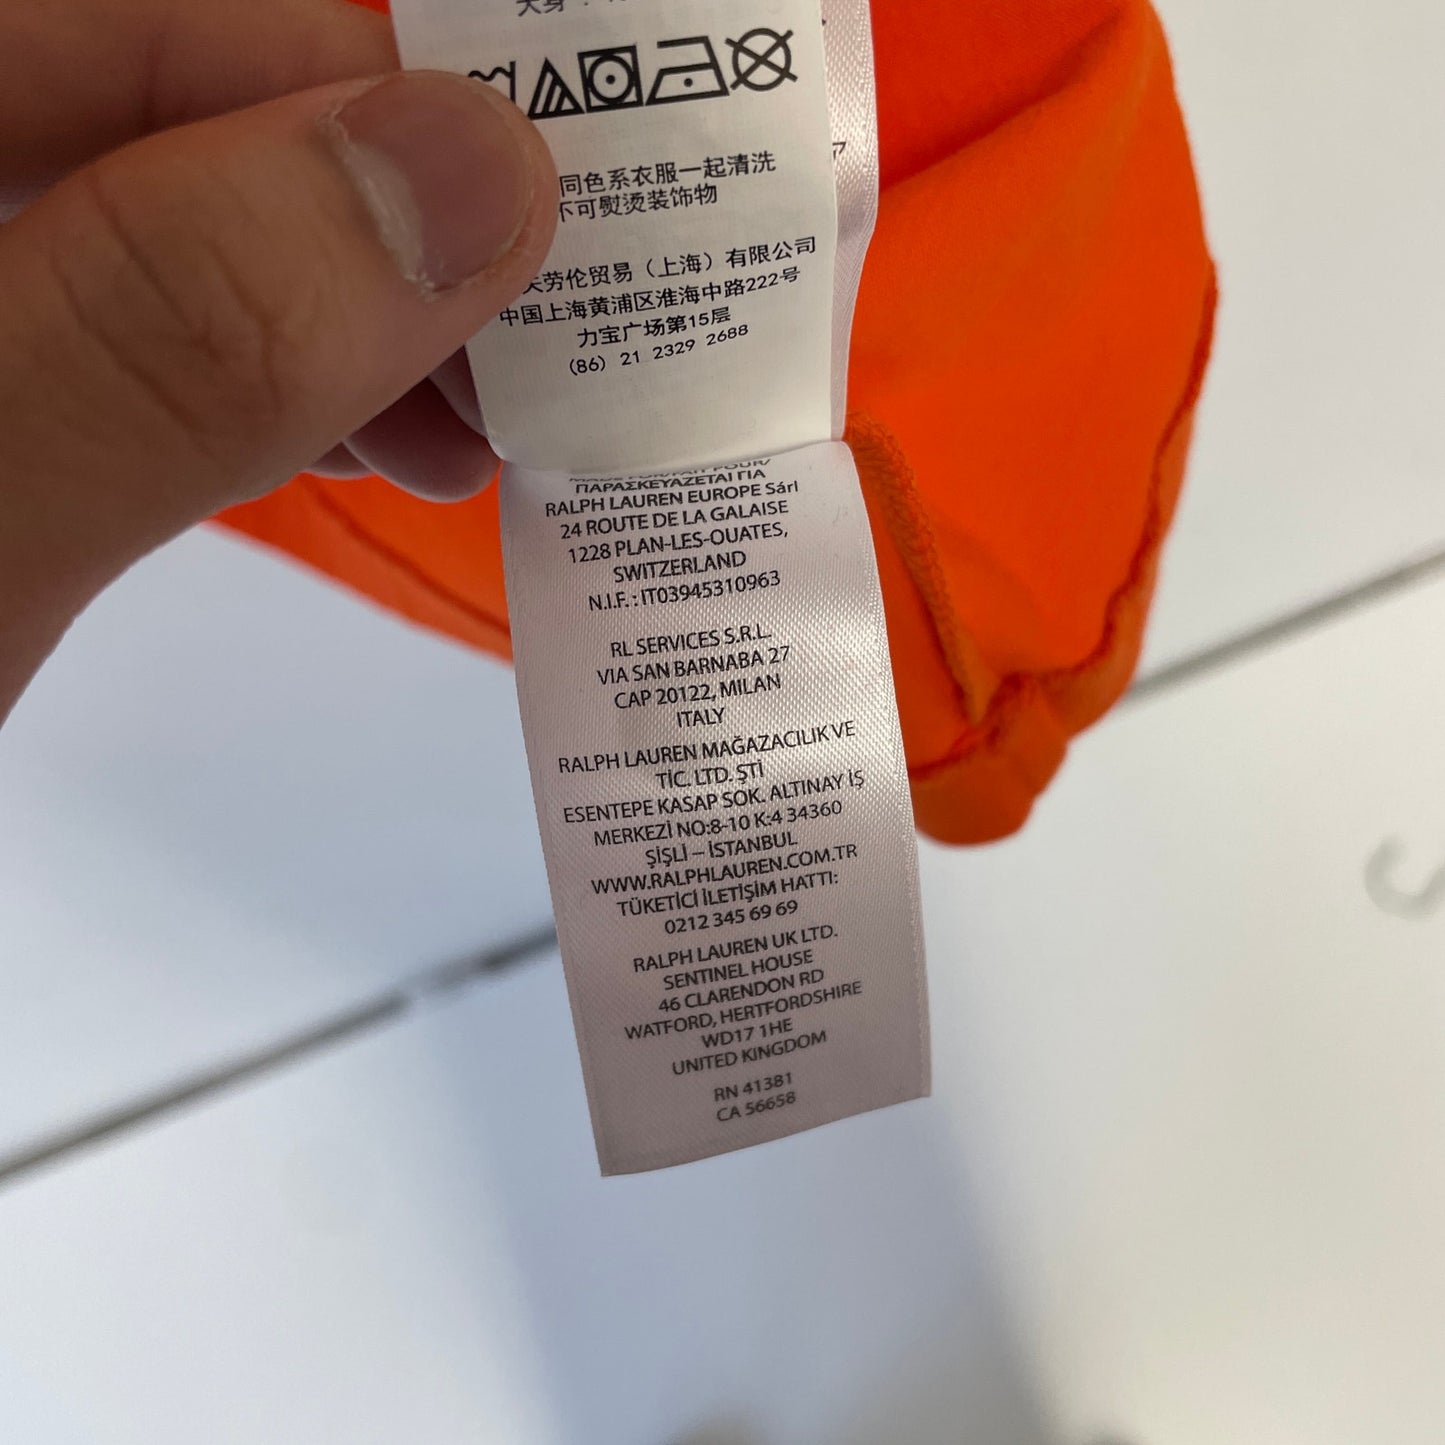 同色系衣服一起清洗
不可熨烫装饰物
夫劳伦贸易（上海）有限公司
中国上海黄浦区淮海中路222号
力宝广场第15层
(86) 21 2329 2688
ΠΑΡΑΣΚΕΥΑΖΕΤΑΙ ΓΙΑ
RALPH LAUREN EUROPE Sárl
24 ROUTE DE LA GALAISE
1228 PLAN-LES-OUATES,
SWITZERLAND
N.I.F. : IT03945310963
RL SERVICES S.R.L.
VIA SAN BARNABA 27
CAP 20122, MILAN
ITALY
RALPH LAUREN MAĞAZACILIK VE
TİC. LTD. ŞTİ
ESENTEPE KASAP SOK. ALTINAY İŞ
MERKEZİ NO:8-10 K:4 34360
ŞİŞLİ – İSTANBUL
WWW.RALPHLAUREN.COM.TR
TÜKETİCİ İLETİŞİM HATTI:
0212 345 69 69
RALPH LAUREN UK LTD.
SENTINEL HOUSE
46 CLARENDON RD
WATFORD, HERTFORDSHIRE
WD17 1HE
UNITED KINGDOM
RN 41381
CA 56658